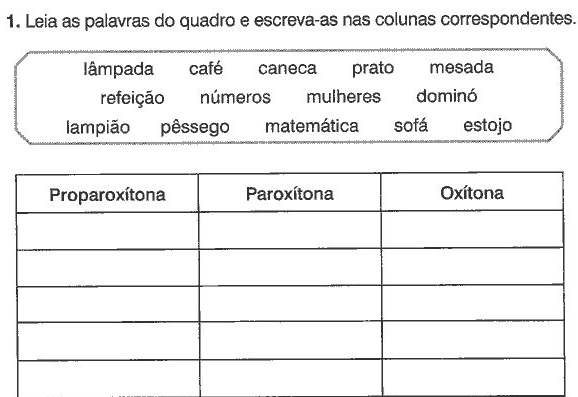 1. Leia as palavras do quadro e escreva-as nas colunas correspondentes.
lâmpada café caneca prato mesada
refeição números mulheres dominó
lampião pêssego matemática sofá estojo
Proparoxítona Paroxítona Oxítona